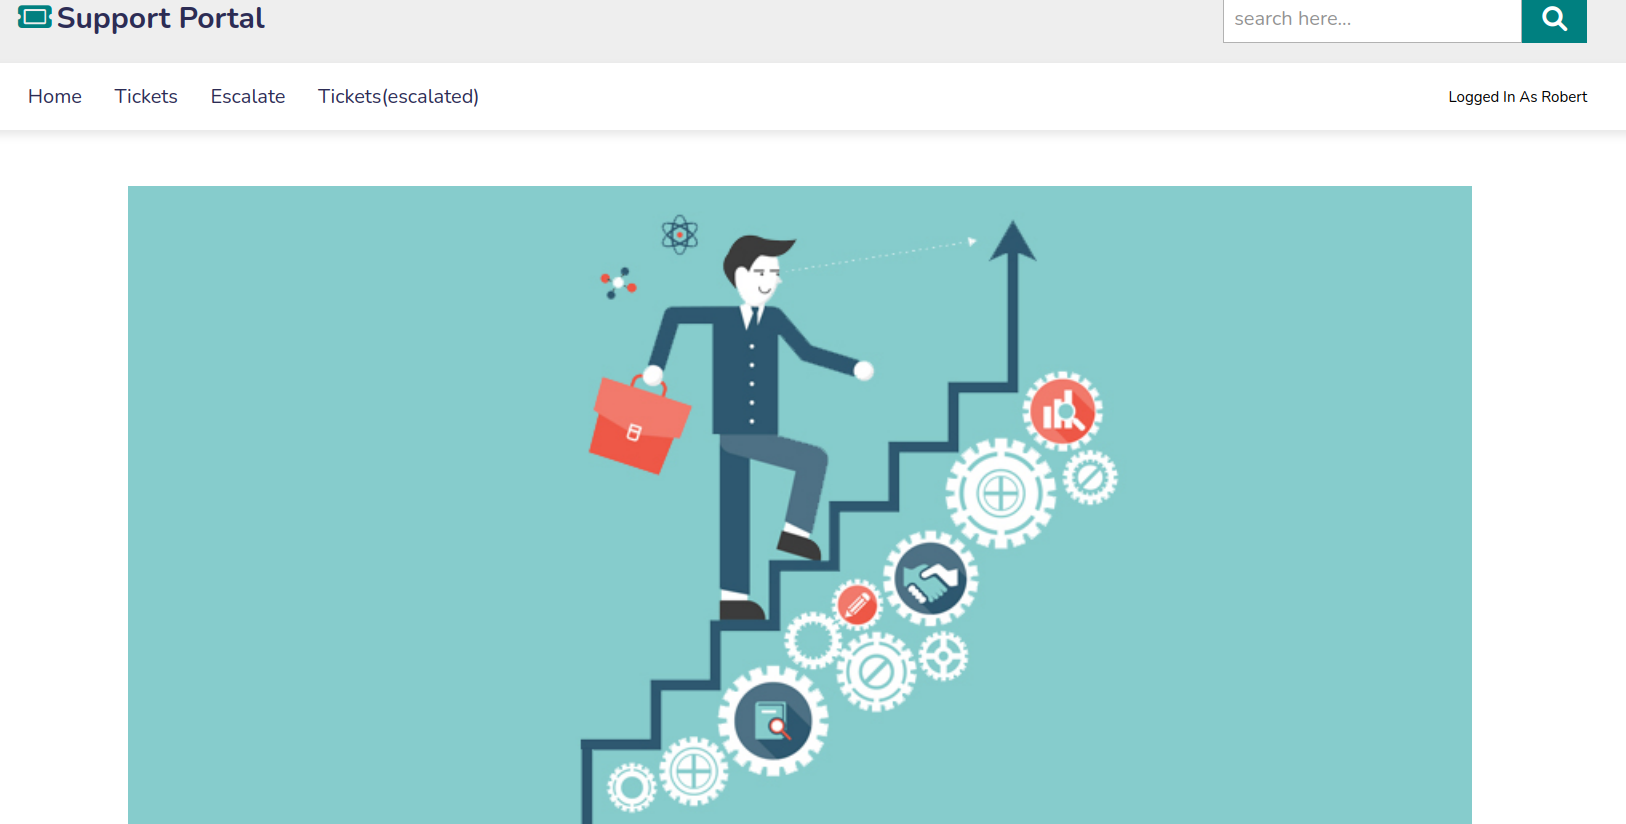 Support Portal
search here...
Home Tickets Escalate Tickets(escalated)
Logged In As Robert